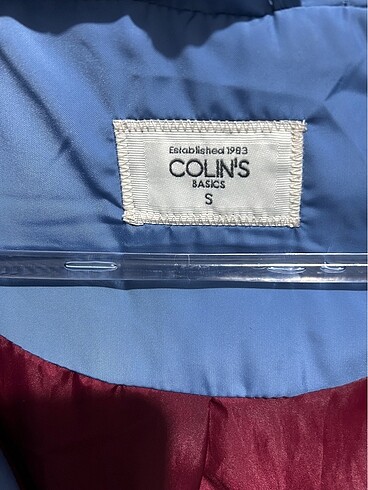 Established 1983
COLIN'S
BASICS
S